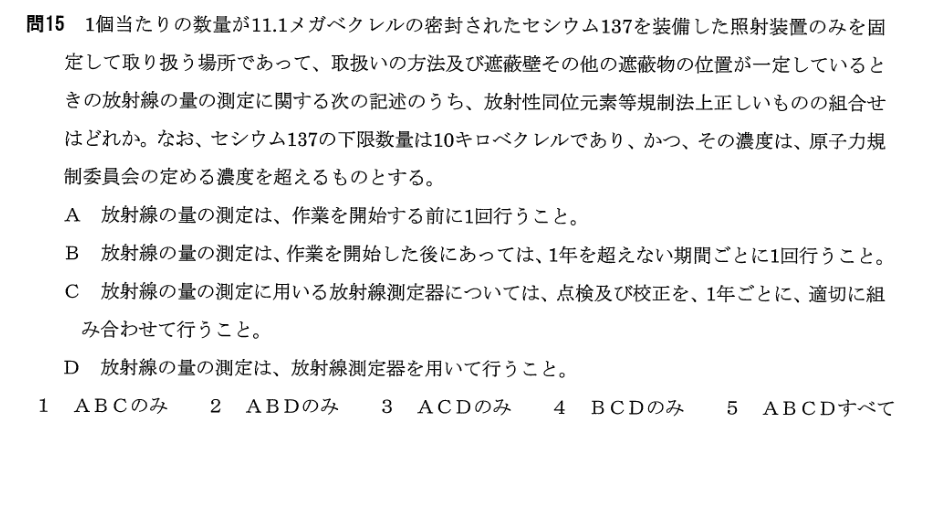 問15 1個当たりの数量が11.1メガベクレルの密封されたセシウム137を装備した照射装置のみを固
定して取り扱う場所であって、取扱いの方法及び遮蔽壁その他の遮蔽物の位置が一定していると
きの放射線の量の測定に関する次の記述のうち、放射性同位元素等規制法上正しいものの組合せ
はどれか。なお、セシウム137の下限数量は10キロベクレルであり、かつ、その濃度は、原子力規
制委員会の定める濃度を超えるものとする。
A 放射線の量の測定は、作業を開始する前に1回行うこと。
B 放射線の量の測定は、作業を開始した後にあっては、1年を超えない期間ごとに1回行うこと。
C 放射線の量の測定に用いる放射線測定器については、点検及び校正を、1年ごとに、適切に組
み合わせて行うこと。
D 放射線の量の測定は、放射線測定器を用いて行うこと。
1 ABCのみ 2 ABDのみ 3 ACDのみ 4 BCDのみ 5 ABCDすべて